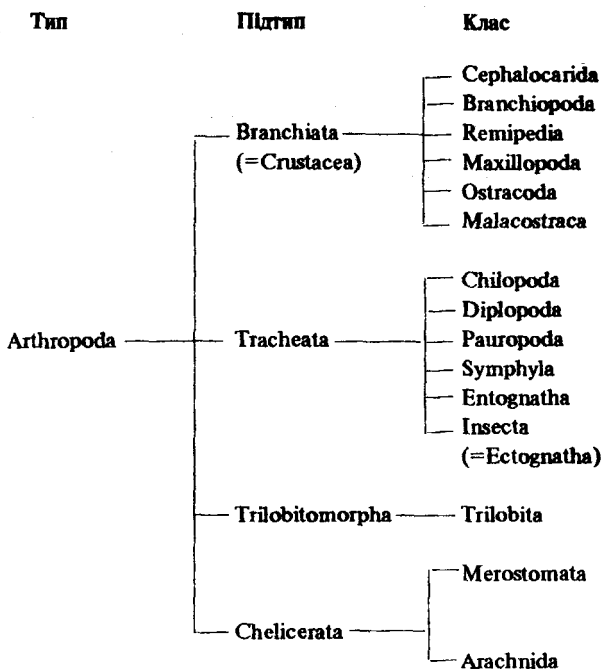 Тип Підтип Клас
Cephalocarida
Branchiopoda
Branchiata Remipedia
(=Crustacea) Maxillopoda
Ostracoda
Malacostraca
Chilopoda
Diplopoda
Arthropoda Tracheata Pauropoda
Symphyla
Entognatha
Insecta
(=Ectognatha)
Trilobitomorpha Trilobita
Merostomata
Chelicerata
Arachnida